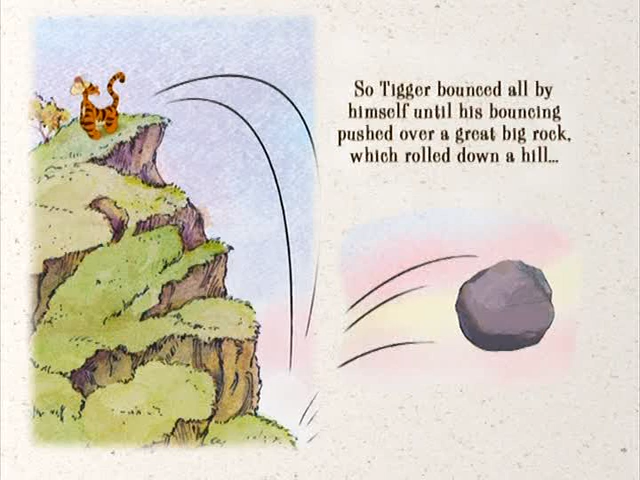 So Tigger bounced all by
himself until his bouncing
pushed over a great big rock,
which rolled down a hill...